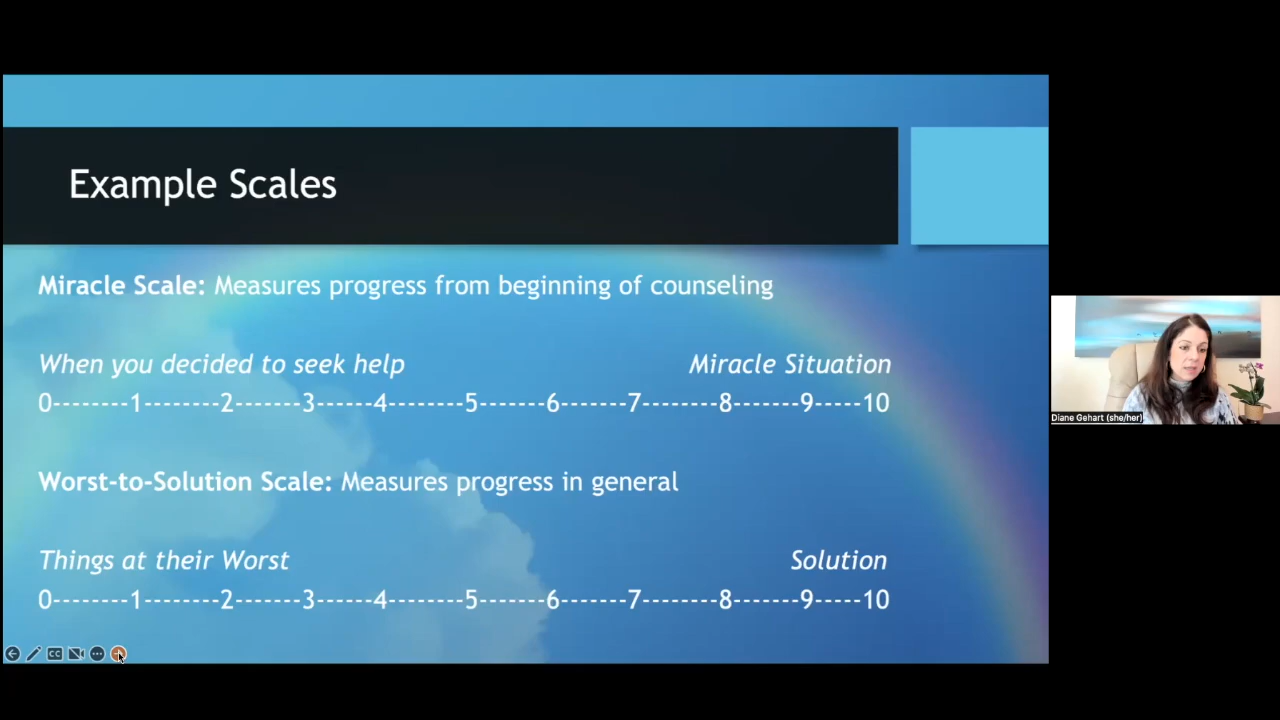 Example Scales
Miracle Scale: Measures progress from beginning of counseling
When you decided to seek help Miracle Situation
0--------1--------2-------3------4--------5-------6-------7--------8-------9-----10
Worst-to-Solution Scale: Measures progress in general
Things at their Worst Solution
0--------1--------2-------3------4--------5-------6-------7--------8-------9-----10
CC
Diane Gehart (she/her)